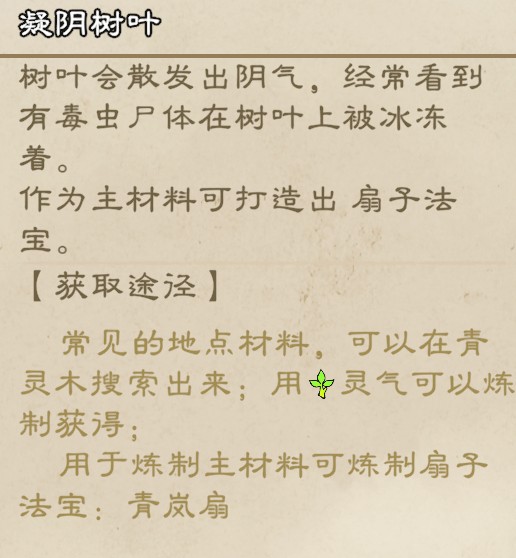 凝阴树叶
树叶会散发出阴气，经常看到
有毒虫尸体在树叶上被冰冻
着。
作为主材料可打造出 扇子法
宝。
【获取途径】
常见的地点材料，可以在青
灵木搜索出来；用灵气可以炼
制获得；
用于炼制主材料可炼制扇子
法宝：青岚扇